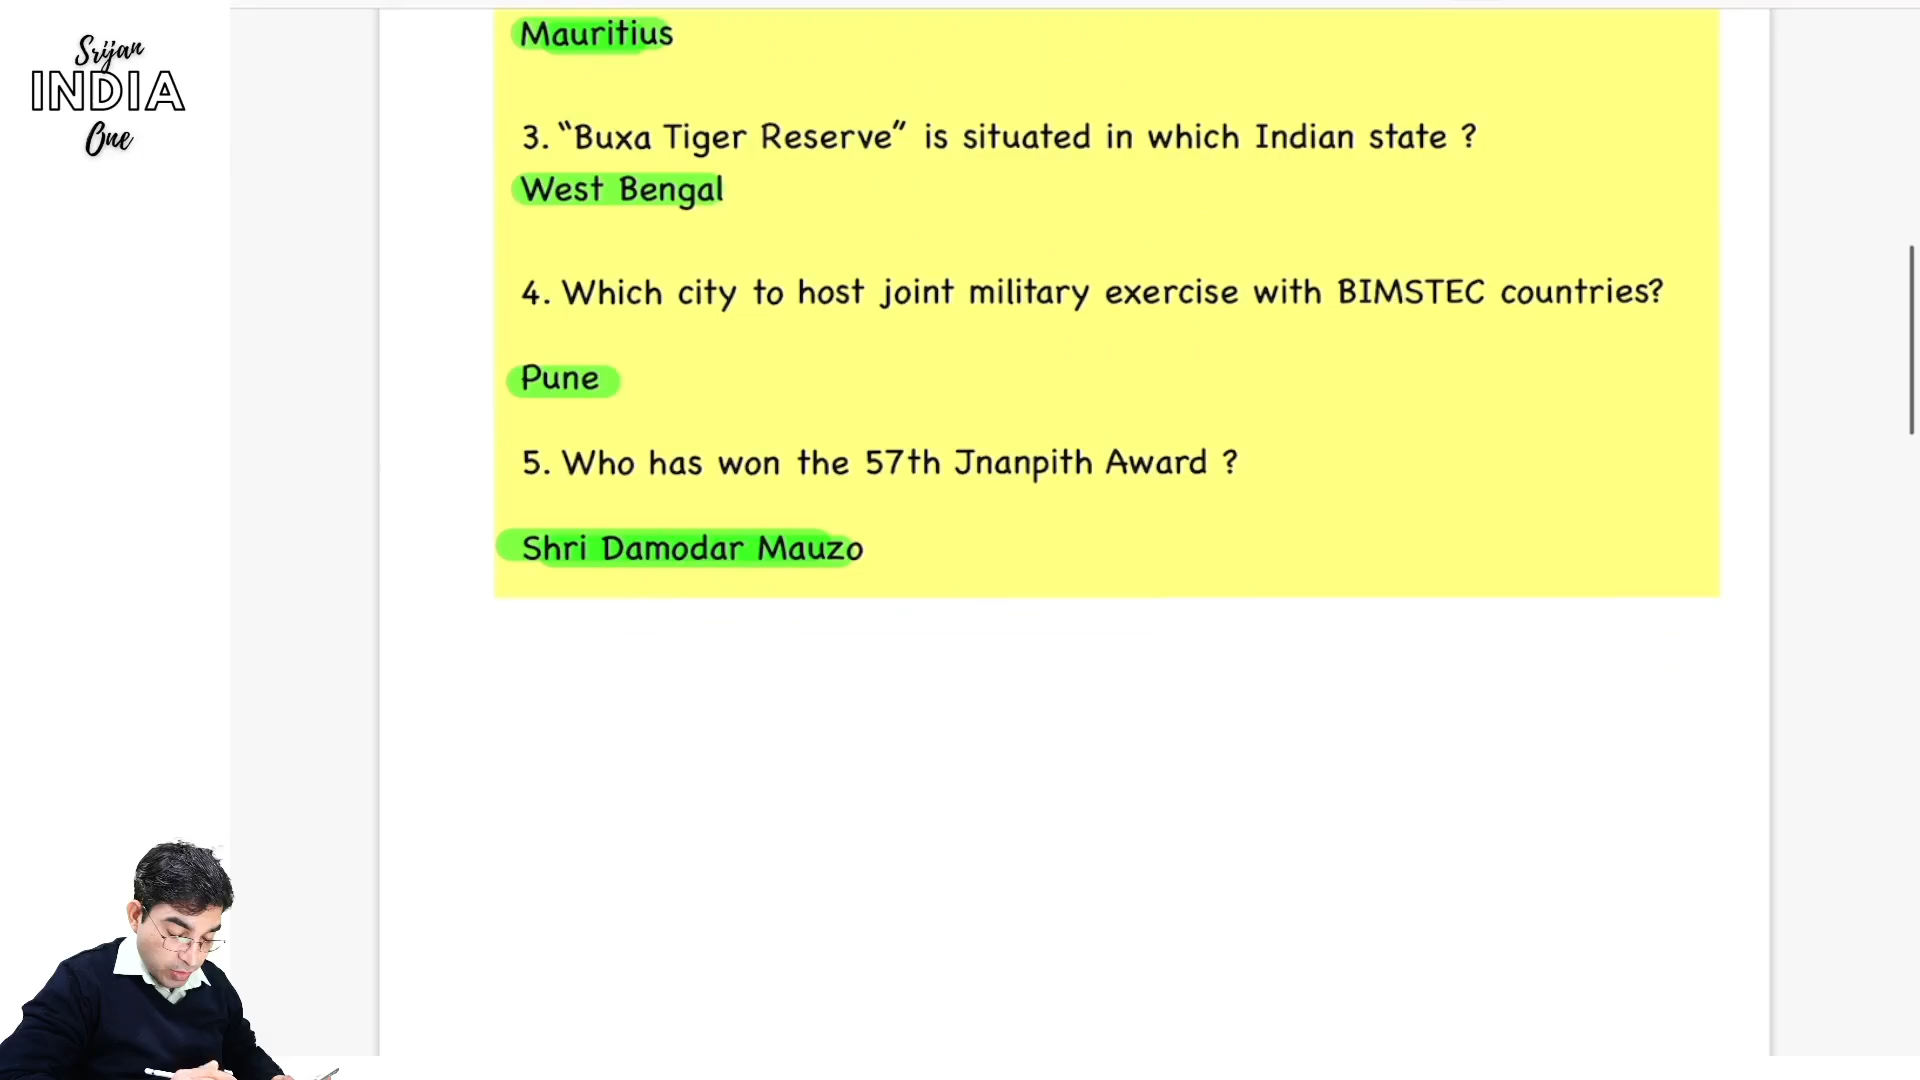 Srijan
INDIA
One
Mauritius
3. “Buxa Tiger Reserve” is situated in which Indian state ?
West Bengal
4. Which city to host joint military exercise with BIMSTEC countries?
Pune
5. Who has won the 57th Jnanpith Award ?
Shri Damodar Mauzo